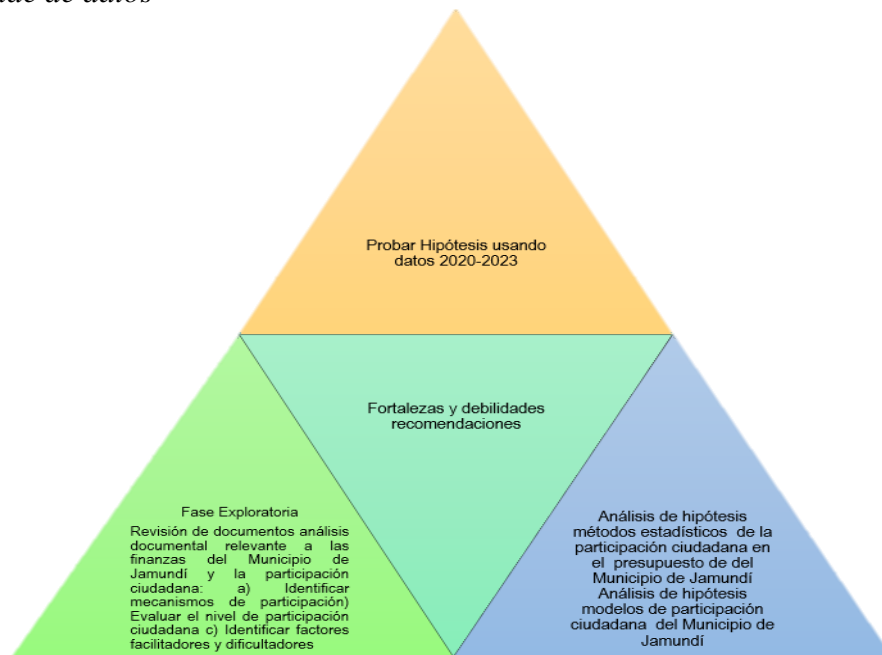 de datos
Probar Hipótesis usando
datos 2020-2023
Fortalezas y debilidades
recomendaciones
Fase Exploratoria
Revisión de documentos análisis
documental relevante a las
finanzas del Municipio de
Jamundí y la participación
ciudadana: a) Identificar
mecanismos de participación)
Evaluar el nivel de participación
ciudadana c) Identificar factores
facilitadores y dificultadores
Análisis de hipótesis
métodos estadísticos de la
participación ciudadana en
el presupuesto de del
Municipio de Jamundí
Análisis de hipótesis
modelos de participación
ciudadana del Municipio de
Jamundí